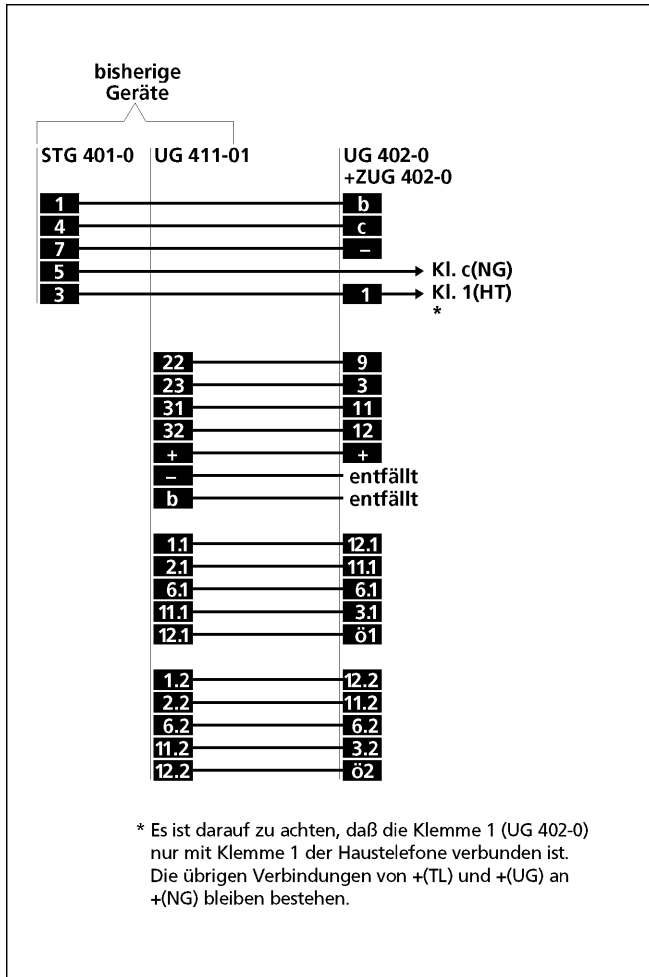 bisherige
Geräte
STG 401-0 UG 411-01 UG 402-0
+ZUG 402-0
1 b
4 c
7 –
5 Kl. c(NG)
3 1 Kl. 1(HT)
*
22 9
23 3
31 11
32 12
+ +
– entfällt
b entfällt
1.1 12.1
2.1 11.1
6.1 6.1
11.1 3.1
12.1 ö1
1.2 12.2
2.2 11.2
6.2 6.2
11.2 3.2
12.2 ö2
* Es ist darauf zu achten, daß die Klemme 1 (UG 402-0)
nur mit Klemme 1 der Haustelefone verbunden ist.
Die übrigen Verbindungen von +(TL) und +(UG) an
+(NG) bleiben bestehen.